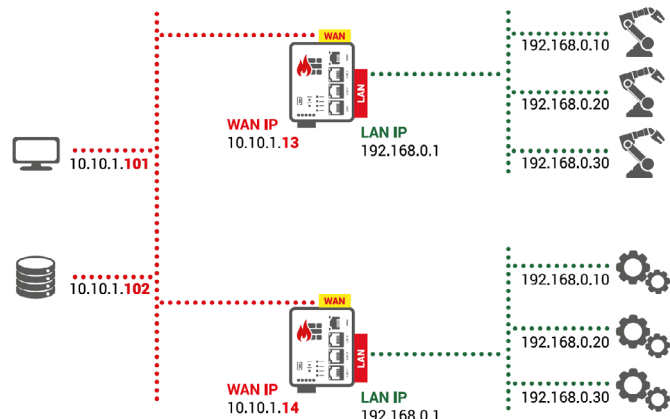 WAN
192.168.0.10
LAN
192.168.0.20
WAN IP
10.10.1.13
LAN IP
192.168.0.1
10.10.1.101
192.168.0.30
10.10.1.102
192.168.0.10
WAN
192.168.0.20
LAN
WAN IP
10.10.1.14
LAN IP
192.168.0.1
192.168.0.30